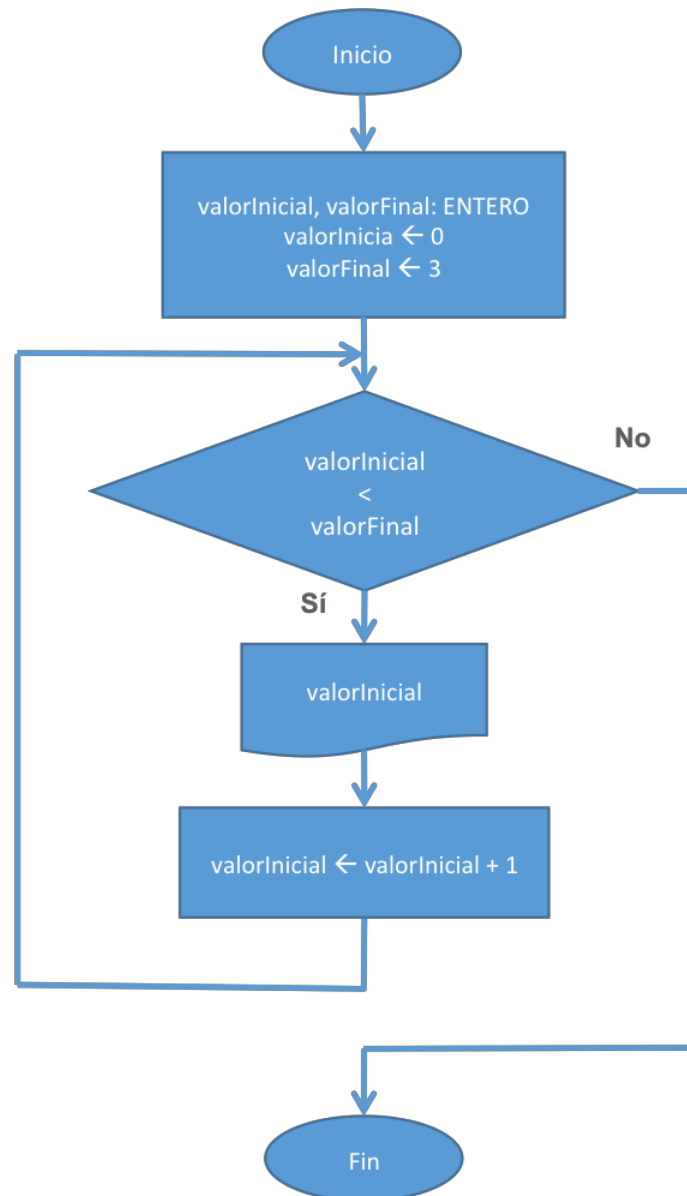 Inicio
valorInicial, valorFinal: ENTERO
valorInicia ← 0
valorFinal ← 3
valorInicial
<
valorFinal
No
Sí
valorInicial
valorInicial ← valorInicial + 1
Fin